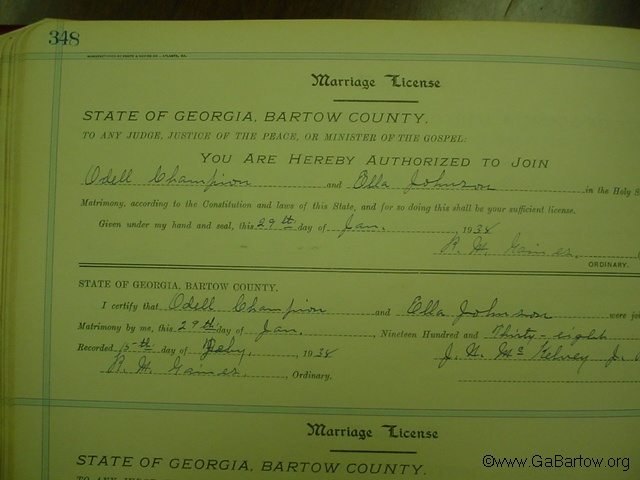 348
Marriage License
STATE OF GEORGIA, BARTOW COUNTY.
TO ANY JUDGE, JUSTICE OF THE PEACE, OR MINISTER OF THE GOSPEL:
YOU ARE HEREBY AUTHORIZED TO JOIN
Odell Champion and Ella Johnson in the Holy S
Matrimony, according to the Constitution and laws of this State, and for so doing this shall be your sufficient license.
Given under my hand and seal, this 29th day of Jan. 1938
R. H. Gaines.
ORDINARY.
STATE OF GEORGIA, BARTOW COUNTY.
I certify that Odell Champion and Ella Johnson were joi
Matrimony by me, this 29th day of Jan., Nineteen Hundred and Thirty-eight
Recorded 15th day of Feby, 1938 J. H. Mc J.
R. H. Gaines, Ordinary.
Marriage License
STATE OF GEORGIA, BARTOW COUNTY.
©www.GaBartow.org